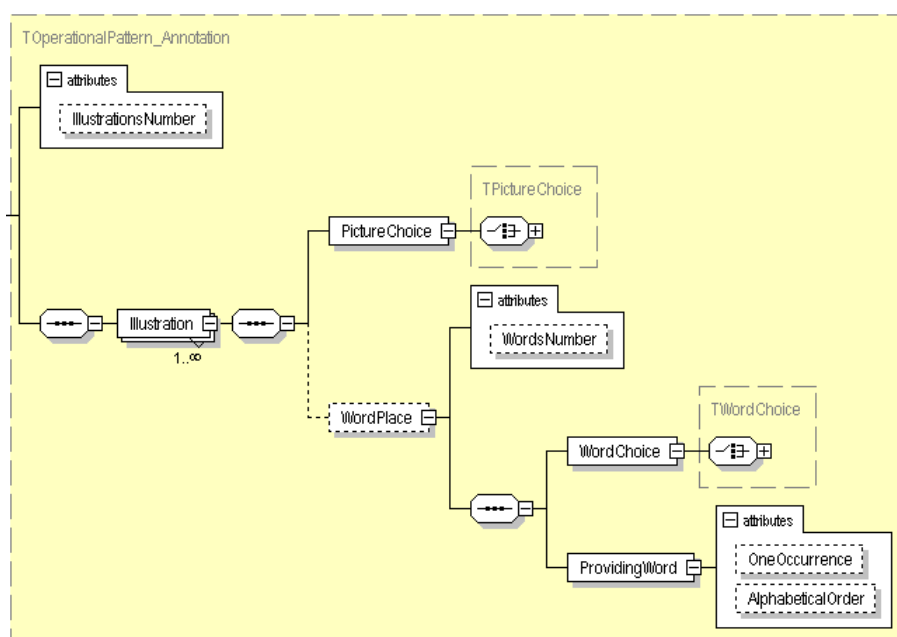 TOperationalPattern_Annotation
attributes
IllustrationsNumber
TPictureChoice
PictureChoice
attributes
Illustration
1..∞
WordsNumber
WordPlace
TWordChoice
WordChoice
attributes
OneOccurrence
ProvidingWord
AlphabeticalOrder